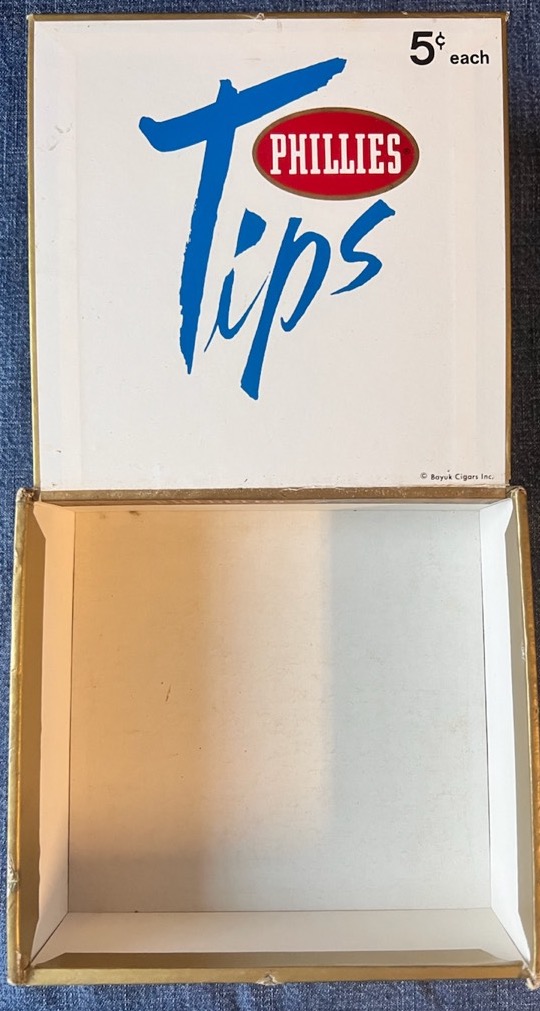 5¢ each
PHILLIES
Tips
© Bayuk Cigars Inc.